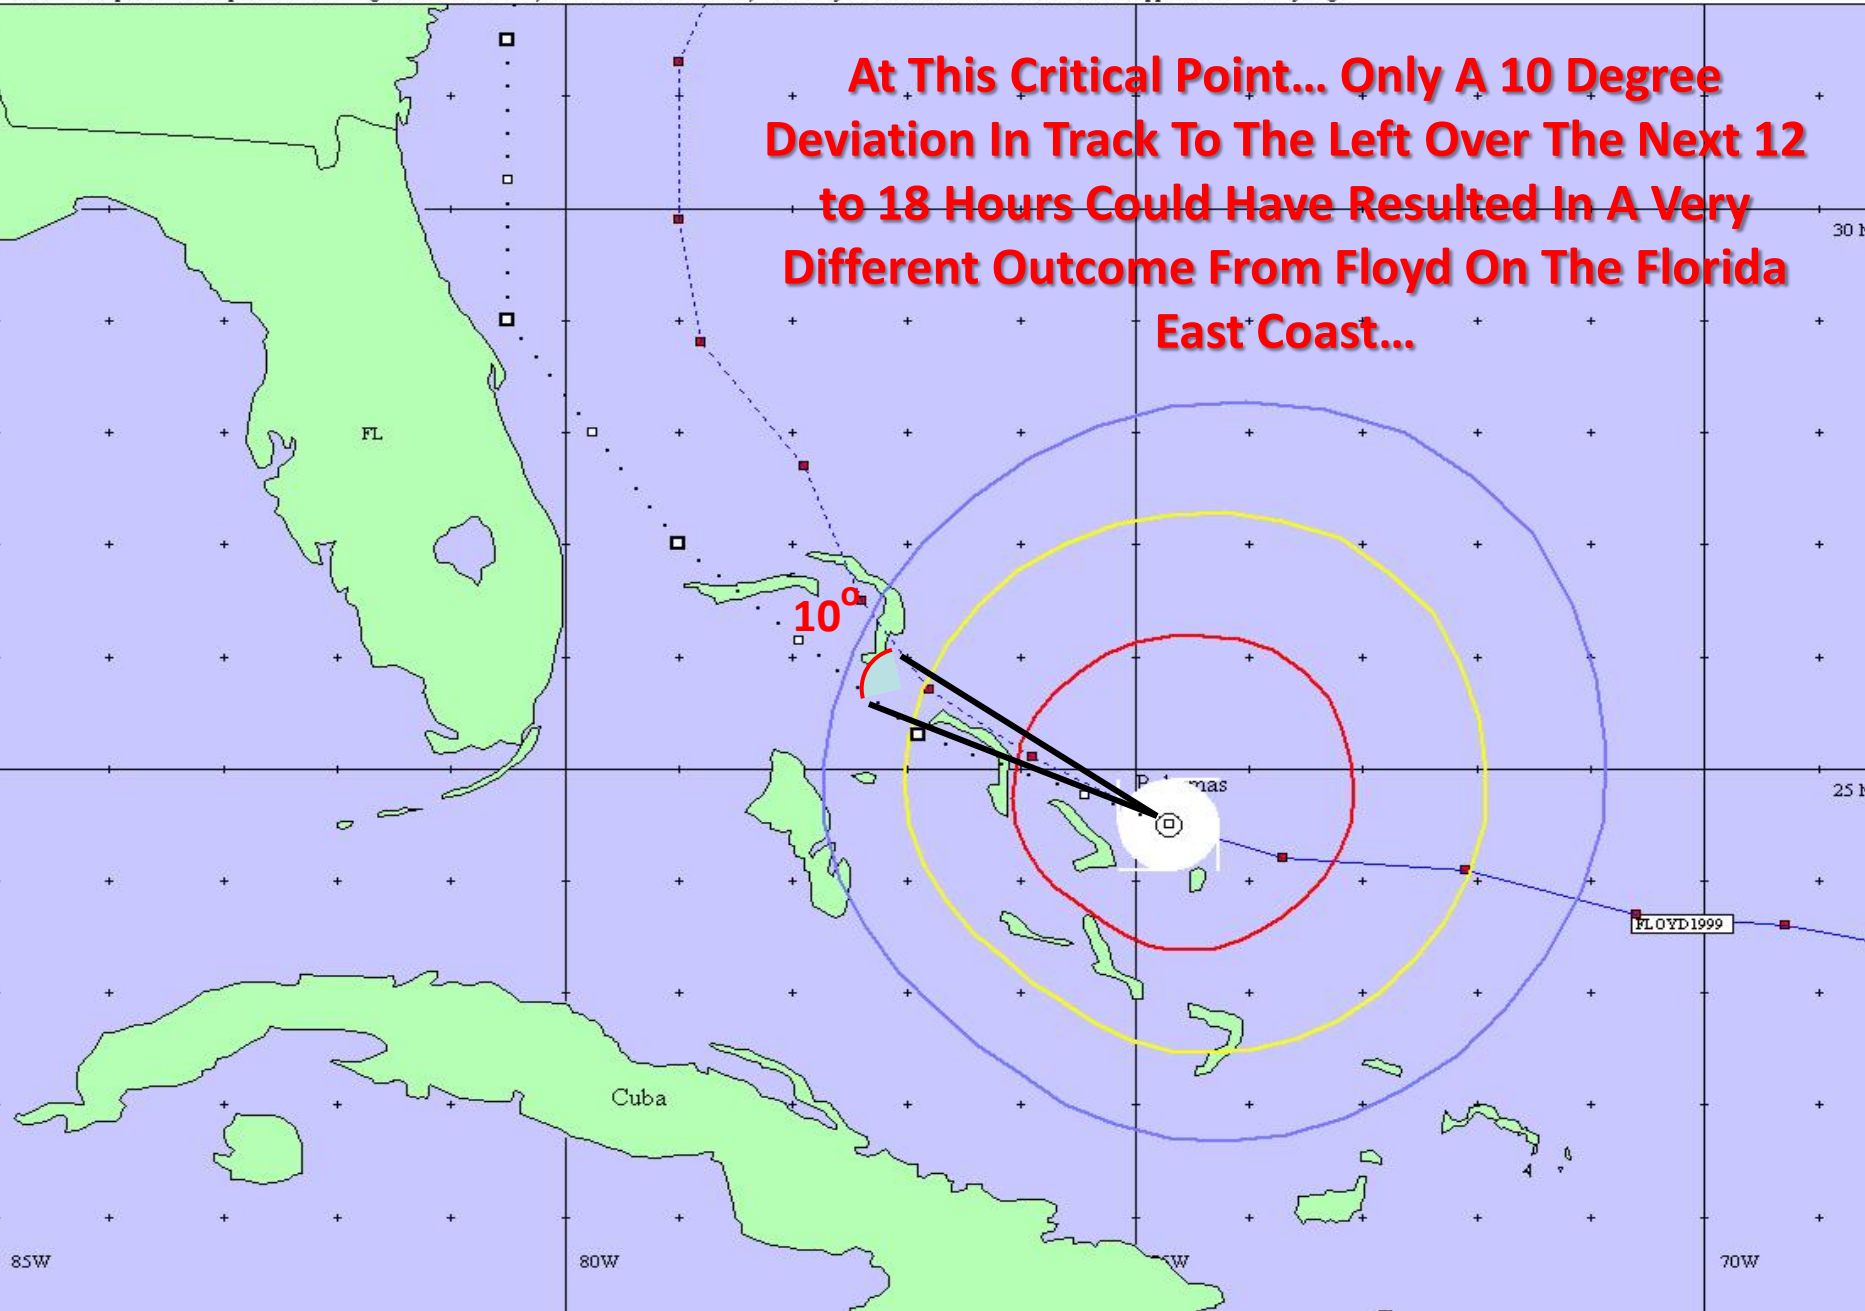 At This Critical Point... Only A 10 Degree
Deviation In Track To The Left Over The Next 12
to 18 Hours Could Have Resulted In A Very
Different Outcome From Floyd On The Florida
East Coast...
30 N
FL
10º
25 N
FLOYD1999
Cuba
85W
80W
70W